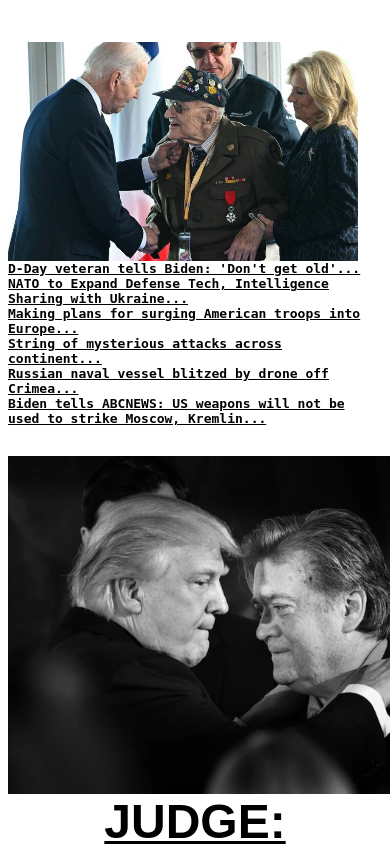 D-Day veteran tells Biden: 'Don't get old'...
NATO to Expand Defense Tech, Intelligence
Sharing with Ukraine...
Making plans for surging American troops into
Europe...
String of mysterious attacks across
continent...
Russian naval vessel blitzed by drone off
Crimea...
Biden tells ABCNEWS: US weapons will not be
used to strike Moscow, Kremlin...
JUDGE: